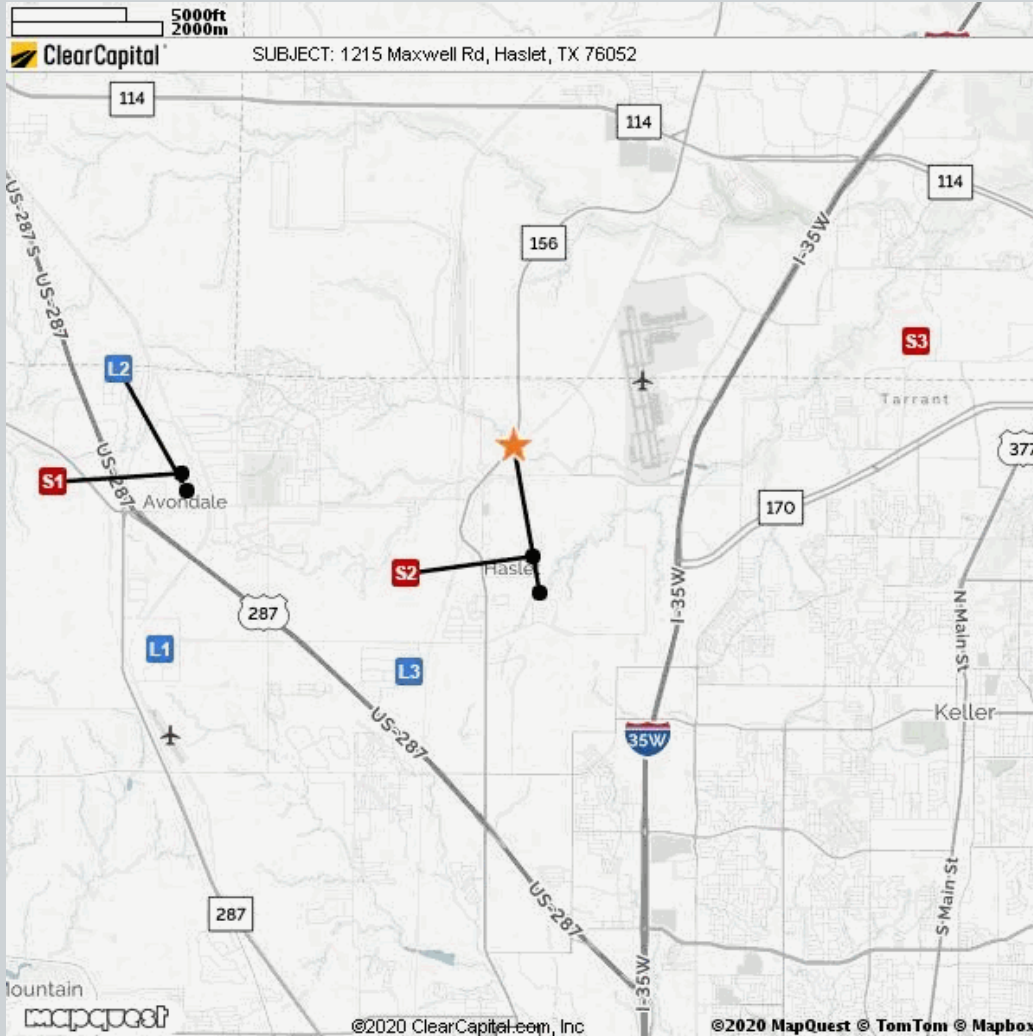 5000ft
2000m
ClearCapital
SUBJECT: 1215 Maxwell Rd, Haslet, TX 76052
114
114
114
156
US-287 S
US-287
I-35W
L2
S3
Tarrant
377
US-287
S1
Avondale
170
S2
Haslet
I-35W
N Main St
287
L1
L3
US-287
35W
Keller
US-287
S Main St
287
I-35W
Mountain
mapquest
©2020 ClearCapital.com, Inc
©2020 MapQuest © TomTom © Mapbox